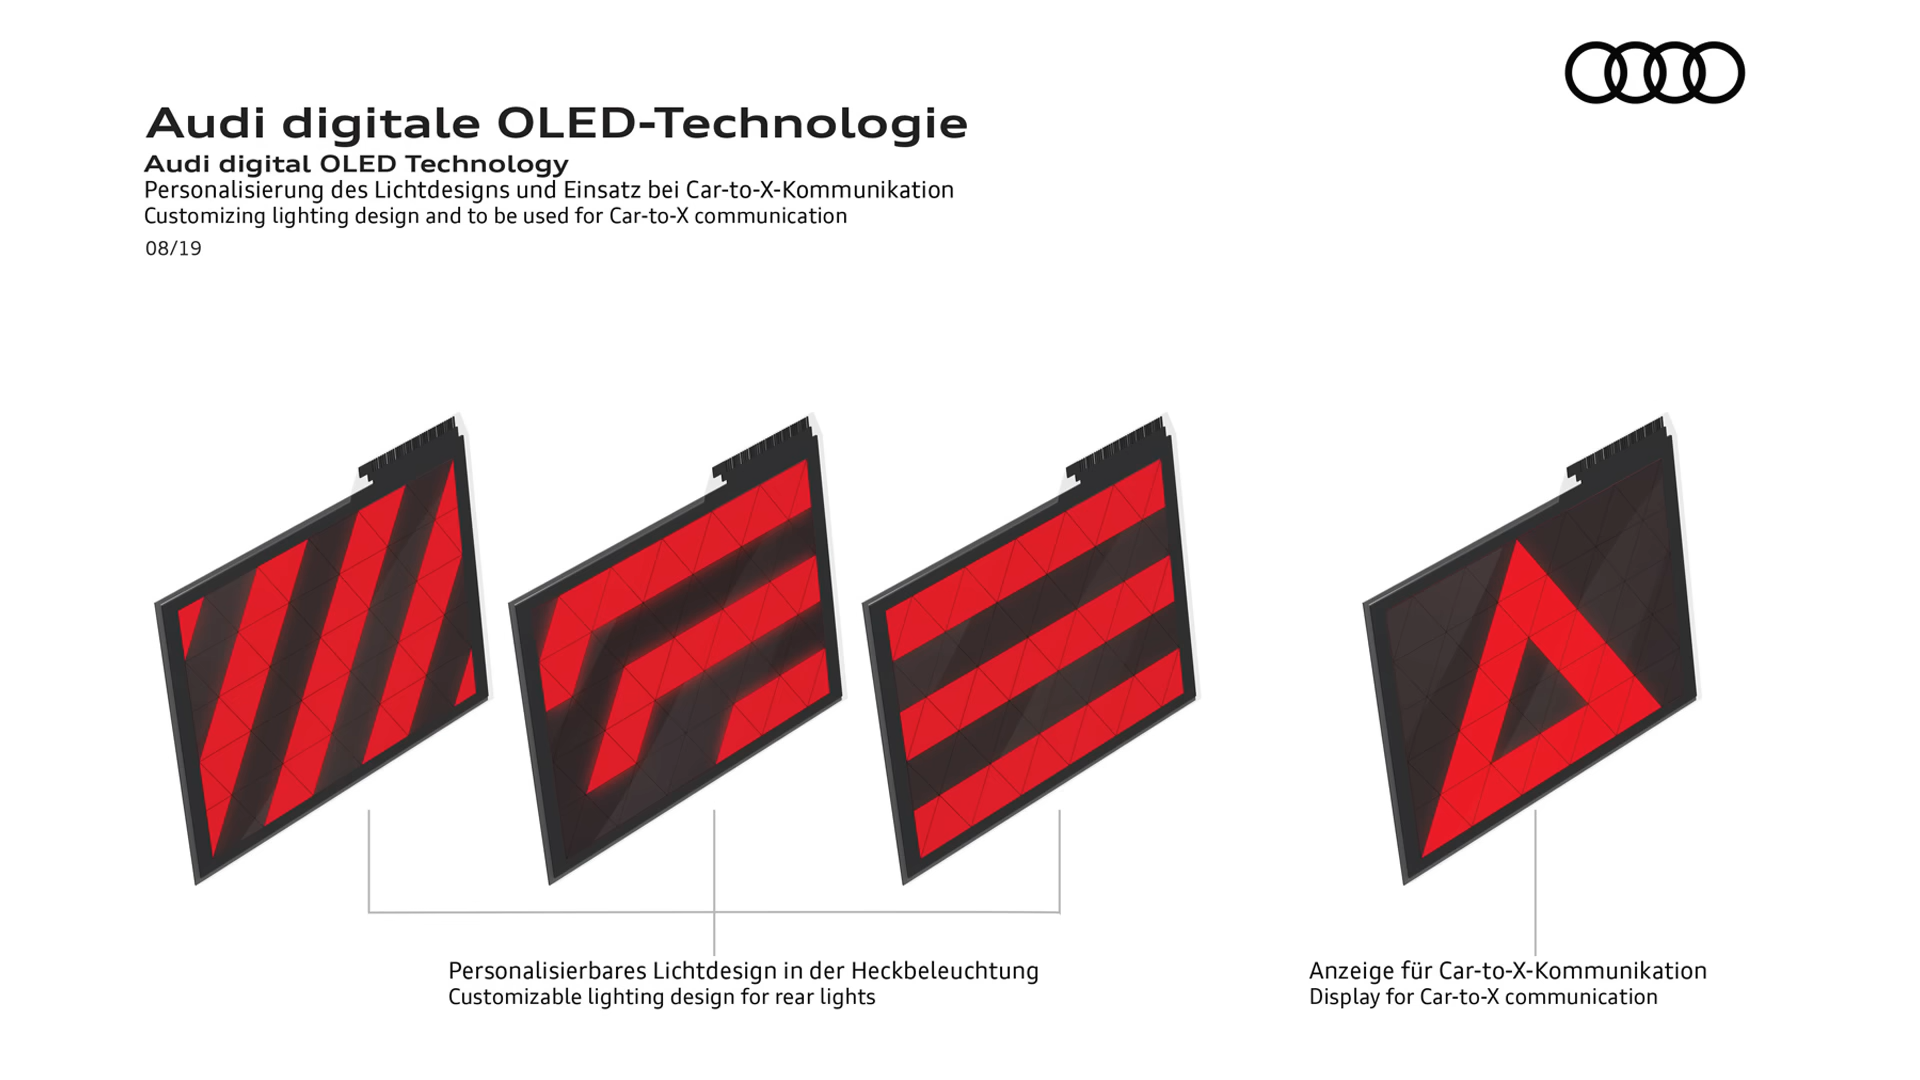 Audi digitale OLED-Technologie
Audi digital OLED Technology
Personalisierung des Lichtdesigns und Einsatz bei Car-to-X-Kommunikation
Customizing lighting design and to be used for Car-to-X communication
08/19
Personalisierbares Lichtdesign in der Heckbeleuchtung
Customizable lighting design for rear lights
Anzeige für Car-to-X-Kommunikation
Display for Car-to-X communication